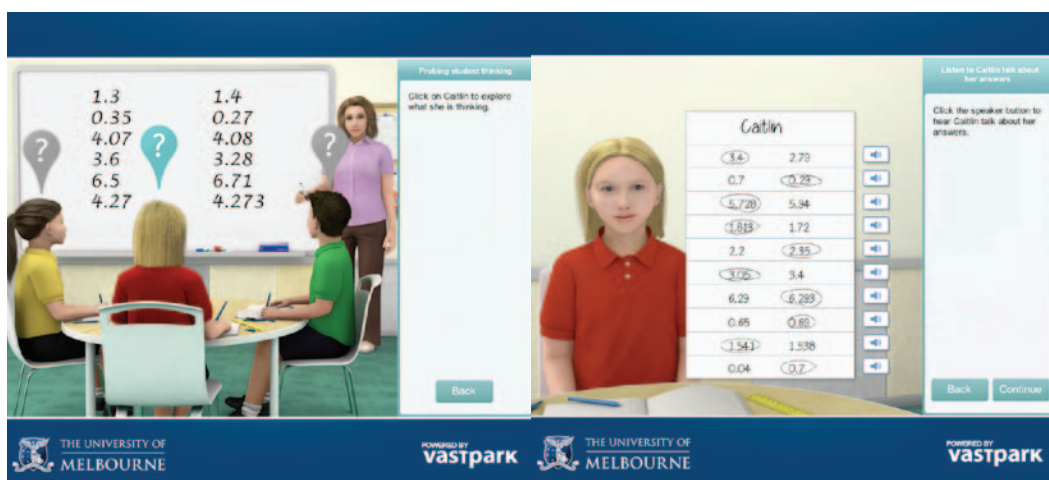 1.3 1.4
0.35 0.27
4.07 4.08
3.6 3.28
6.5 6.71
4.27 4.273
?
?
?
Probing student thinking
Click on Caitlin to explore
what she is thinking.
Back
THE UNIVERSITY OF
MELBOURNE
POWERED BY
vastpark
Caitlin
3.4 2.79
0.7 0.29
5.728 5.94
1.813 1.72
2.2 2.35
3.05 3.4
6.29 6.293
0.65 0.69
1.541 1.538
0.04 0.7
Listen to Caitlin talk about
her answers
Click the speaker button to
hear Caitlin talk about her
answers.
Back Continue
THE UNIVERSITY OF
MELBOURNE
POWERED BY
vastpark